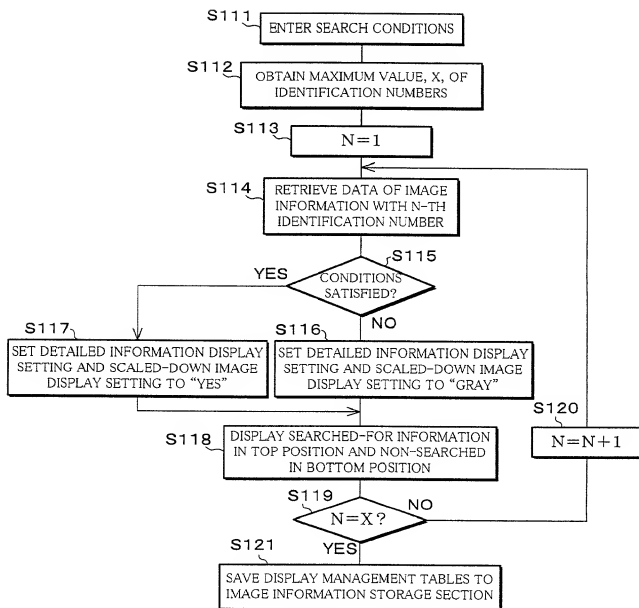 S111
ENTER SEARCH CONDITIONS
S112
OBTAIN MAXIMUM VALUE, X, OF
IDENTIFICATION NUMBERS
S113
N=1
S114
RETRIEVE DATA OF IMAGE
INFORMATION WITH N-TH
IDENTIFICATION NUMBER
S115
YES
CONDITIONS
SATISFIED?
NO
S117
SET DETAILED INFORMATION DISPLAY
SETTING AND SCALED-DOWN IMAGE
DISPLAY SETTING TO "YES"
S116
SET DETAILED INFORMATION DISPLAY
SETTING AND SCALED-DOWN IMAGE
DISPLAY SETTING TO "GRAY"
S118
DISPLAY SEARCHED-FOR INFORMATION
IN TOP POSITION AND NON-SEARCHED
IN BOTTOM POSITION
S120
N=N+1
S119
N=X?
NO
YES
S121
SAVE DISPLAY MANAGEMENT TABLES TO
IMAGE INFORMATION STORAGE SECTION